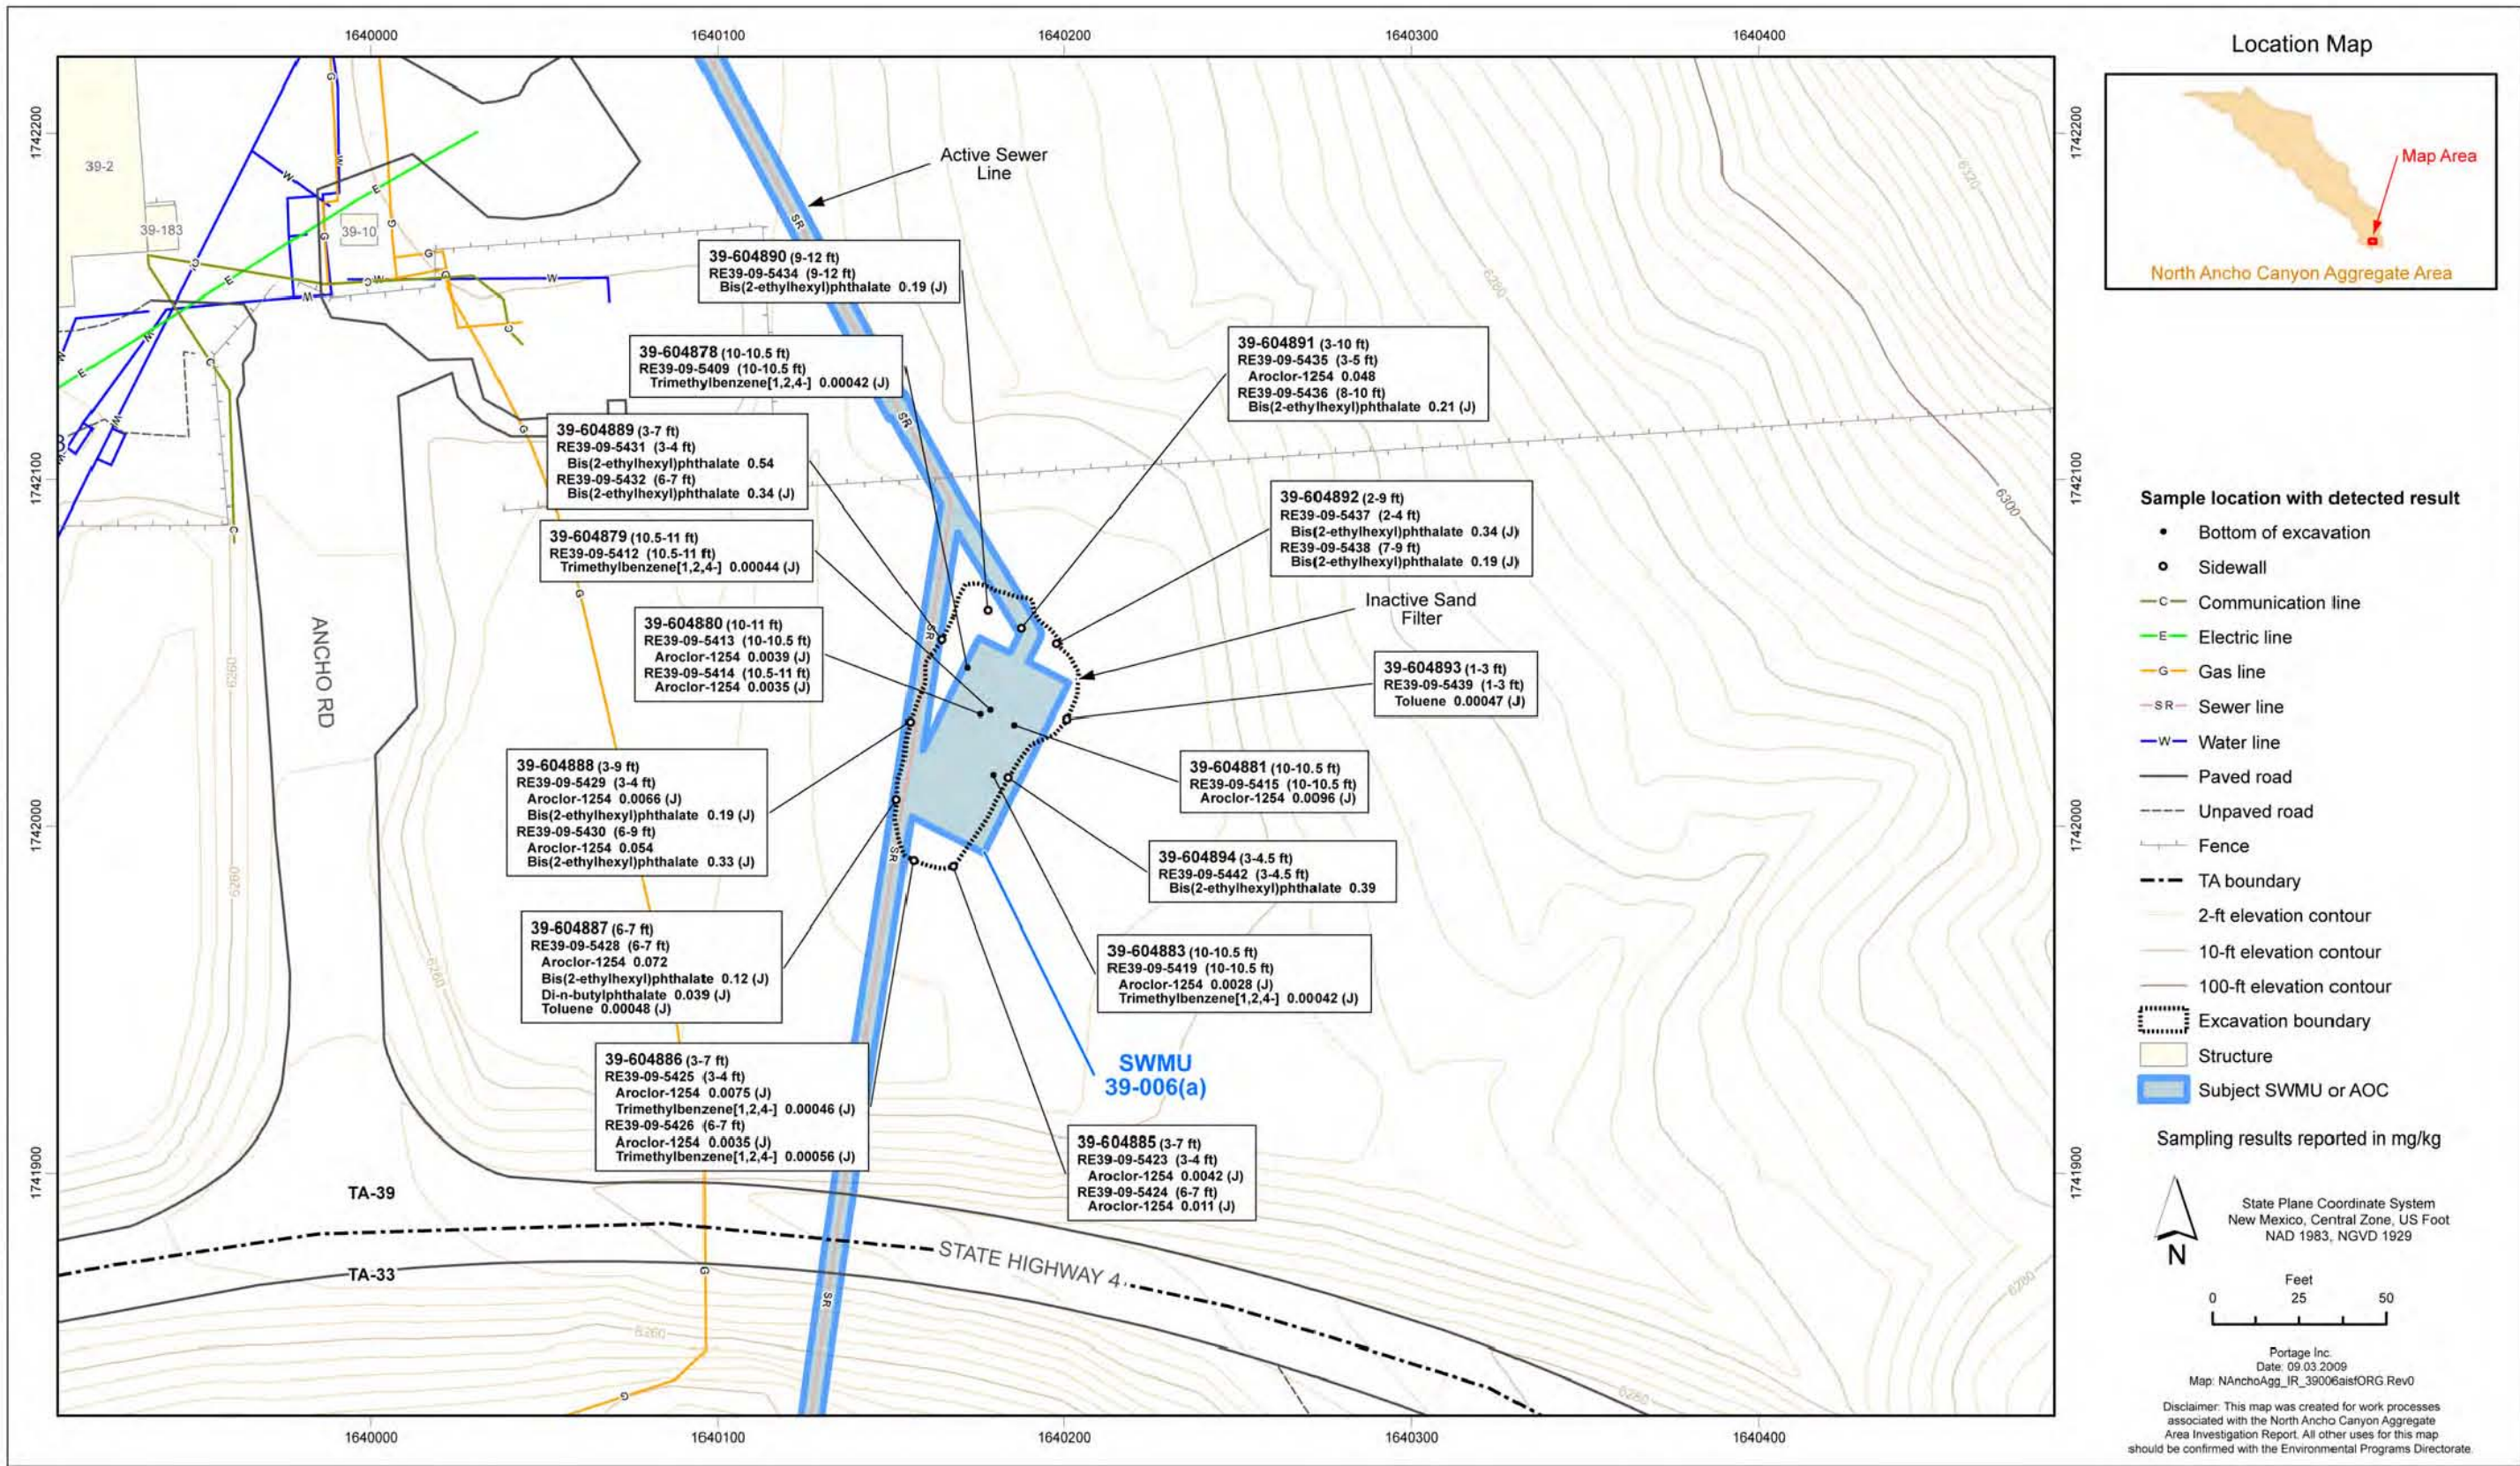 1640000
1640100
1640200
1640300
1640400
1742200
1742100
1742000
1741900
1742200
1742100
1742000
1741900
39-2
39-183
39-10
Active Sewer
Line
39-604890 (9-12 ft)
RE39-09-5434 (9-12 ft)
Bis(2-ethylhexyl)phthalate 0.19 (J)
39-604878 (10-10.5 ft)
RE39-09-5409 (10-10.5 ft)
Trimethylbenzene[1,2,4-] 0.00042 (J)
39-604891 (3-10 ft)
RE39-09-5435 (3-5 ft)
Aroclor-1254 0.048
RE39-09-5436 (8-10 ft)
Bis(2-ethylhexyl)phthalate 0.21 (J)
39-604889 (3-7 ft)
RE39-09-5431 (3-4 ft)
Bis(2-ethylhexyl)phthalate 0.54
RE39-09-5432 (6-7 ft)
Bis(2-ethylhexyl)phthalate 0.34 (J)
39-604892 (2-9 ft)
RE39-09-5437 (2-4 ft)
Bis(2-ethylhexyl)phthalate 0.34 (J)
RE39-09-5438 (7-9 ft)
Bis(2-ethylhexyl)phthalate 0.19 (J)
39-604879 (10.5-11 ft)
RE39-09-5412 (10.5-11 ft)
Trimethylbenzene[1,2,4-] 0.00044 (J)
Inactive Sand
Filter
39-604880 (10-11 ft)
RE39-09-5413 (10-10.5 ft)
Aroclor-1254 0.0039 (J)
RE39-09-5414 (10.5-11 ft)
Aroclor-1254 0.0035 (J)
39-604893 (1-3 ft)
RE39-09-5439 (1-3 ft)
Toluene 0.00047 (J)
39-604888 (3-9 ft)
RE39-09-5429 (3-4 ft)
Aroclor-1254 0.0066 (J)
Bis(2-ethylhexyl)phthalate 0.19 (J)
RE39-09-5430 (6-9 ft)
Aroclor-1254 0.054
Bis(2-ethylhexyl)phthalate 0.33 (J)
39-604881 (10-10.5 ft)
RE39-09-5415 (10-10.5 ft)
Aroclor-1254 0.0096 (J)
39-604894 (3-4.5 ft)
RE39-09-5442 (3-4.5 ft)
Bis(2-ethylhexyl)phthalate 0.39
39-604887 (6-7 ft)
RE39-09-5428 (6-7 ft)
Aroclor-1254 0.072
Bis(2-ethylhexyl)phthalate 0.12 (J)
Di-n-butylphthalate 0.039 (J)
Toluene 0.00048 (J)
39-604883 (10-10.5 ft)
RE39-09-5419 (10-10.5 ft)
Aroclor-1254 0.0028 (J)
Trimethylbenzene[1,2,4-] 0.00042 (J)
39-604886 (3-7 ft)
RE39-09-5425 (3-4 ft)
Aroclor-1254 0.0075 (J)
Trimethylbenzene[1,2,4-] 0.00046 (J)
RE39-09-5426 (6-7 ft)
Aroclor-1254 0.0035 (J)
Trimethylbenzene[1,2,4-] 0.00056 (J)
SWMU
39-006(a)
39-604885 (3-7 ft)
RE39-09-5423 (3-4 ft)
Aroclor-1254 0.0042 (J)
RE39-09-5424 (6-7 ft)
Aroclor-1254 0.011 (J)
ANCHO RD
TA-39
TA-33
STATE HIGHWAY 4
6320
6280
6300
6260
6260
6260
6260
6280
6280
SR
SR
SR
SR
SR
1640000
1640100
1640200
1640300
1640400
Location Map
Map Area
North Ancho Canyon Aggregate Area
Sample location with detected result
Bottom of excavation
Sidewall
C Communication line
E Electric line
G Gas line
SR Sewer line
W Water line
Paved road
Unpaved road
Fence
TA boundary
2-ft elevation contour
10-ft elevation contour
100-ft elevation contour
Excavation boundary
Structure
Subject SWMU or AOC
Sampling results reported in mg/kg
N
State Plane Coordinate System
New Mexico, Central Zone, US Foot
NAD 1983, NGVD 1929
Feet
0 25 50
Portage Inc.
Date: 09.03.2009
Map: NAnchoAgg_IR_39006aisfORG Rev0
Disclaimer: This map was created for work processes
associated with the North Ancho Canyon Aggregate
Area Investigation Report. All other uses for this map
should be confirmed with the Environmental Programs Directorate.